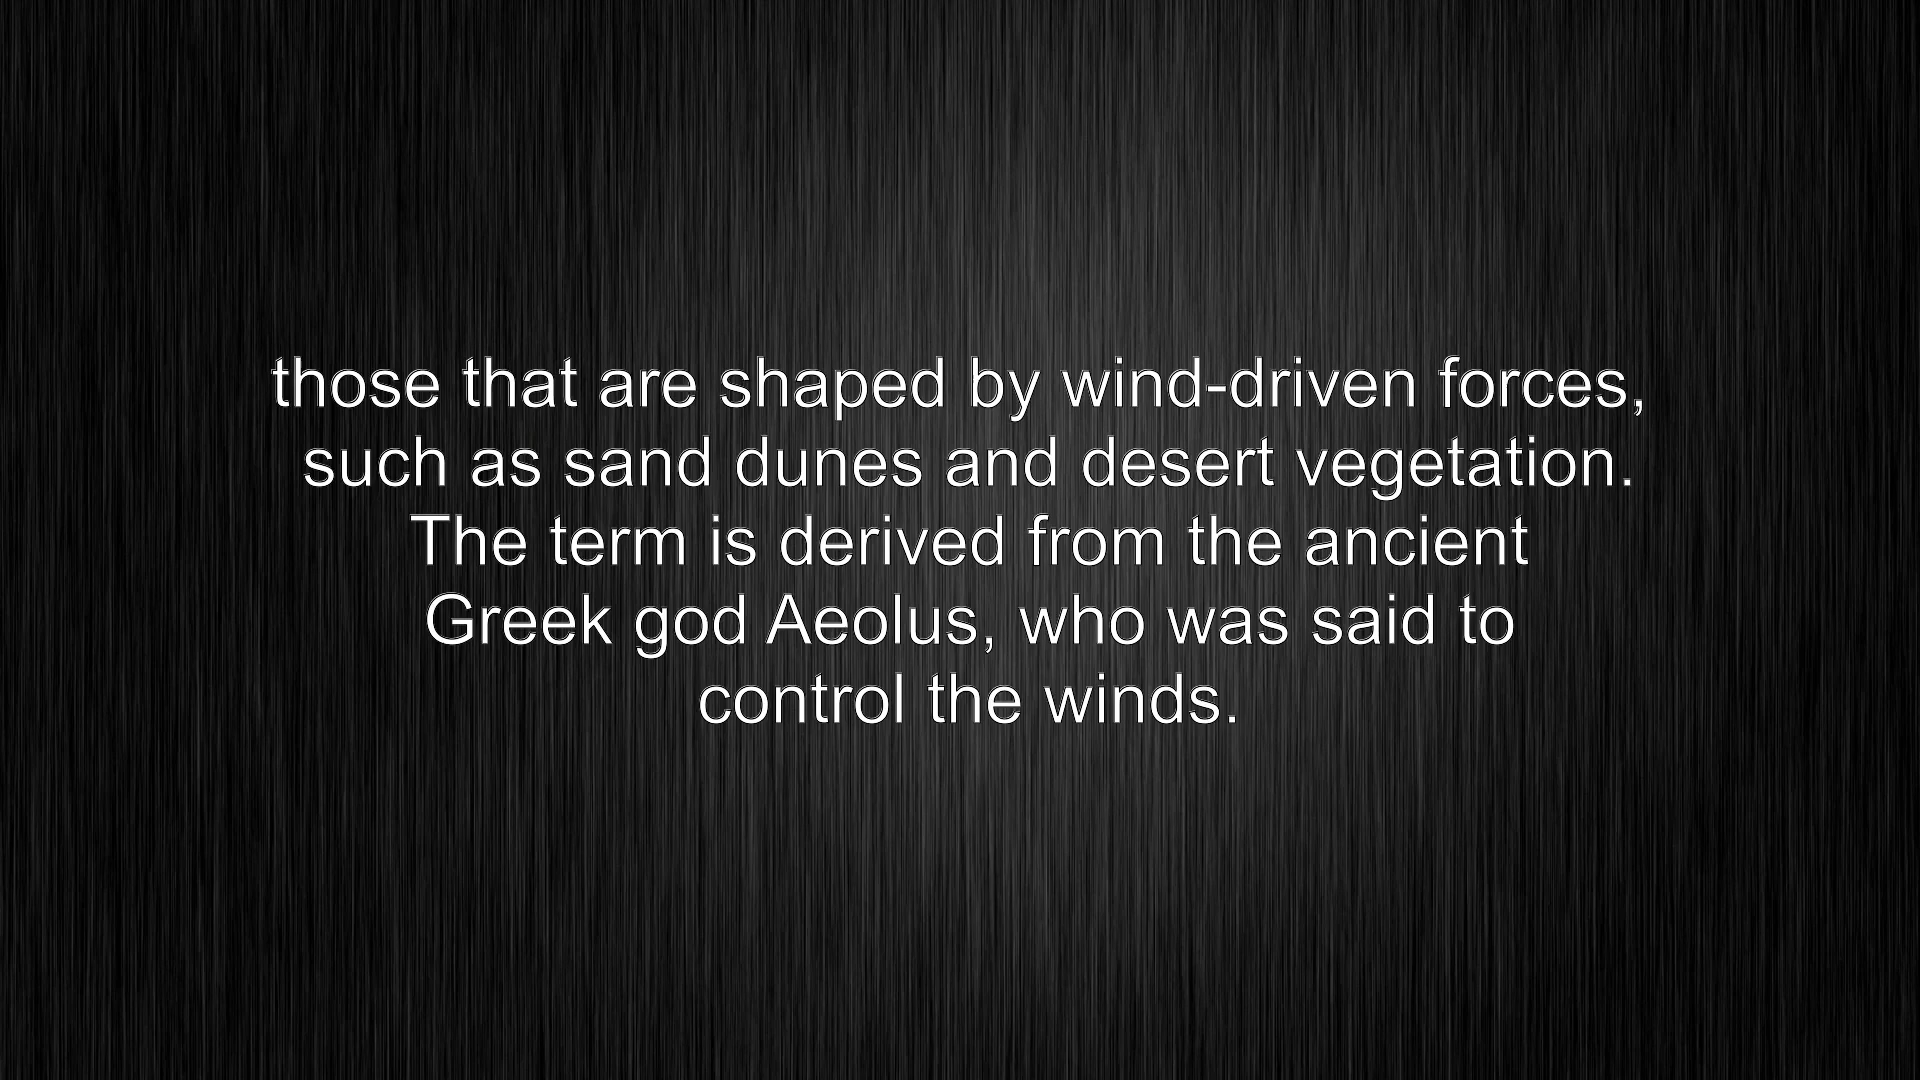 those that are shaped by wind-driven forces,
such as sand dunes and desert vegetation.
The term is derived from the ancient
Greek god Aeolus, who was said to
control the winds.